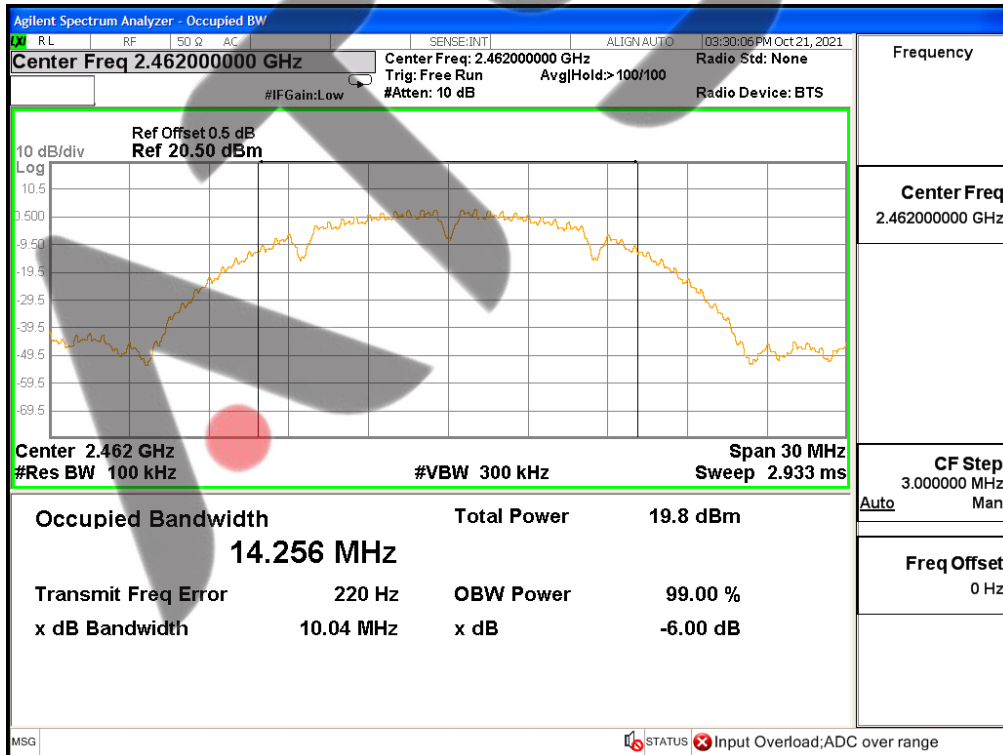 Agilent Spectrum Analyzer - Occupied BW
LXI RL RF 50 Ω AC SENSE:INT ALIGN AUTO 03:30:06 PM Oct 21, 2021
Center Freq 2.462000000 GHz
Center Freq: 2.462000000 GHz Radio Std: None
Trig: Free Run Avg|Hold:>100/100
#IFGain:Low #Atten: 10 dB Radio Device: BTS
Ref Offset 0.5 dB
10 dB/div Ref 20.50 dBm
Log
10.5
0.500
-9.50
-19.5
-29.5
-39.5
-49.5
-59.5
-69.5
Center 2.462 GHz Span 30 MHz
#Res BW 100 kHz #VBW 300 kHz Sweep 2.933 ms
Occupied Bandwidth Total Power 19.8 dBm
14.256 MHz
Transmit Freq Error 220 Hz OBW Power 99.00 %
x dB Bandwidth 10.04 MHz x dB -6.00 dB
Frequency
Center Freq
2.462000000 GHz
CF Step
3.000000 MHz
Auto Man
Freq Offset
0 Hz
MSG STATUS Input Overload;ADC over range